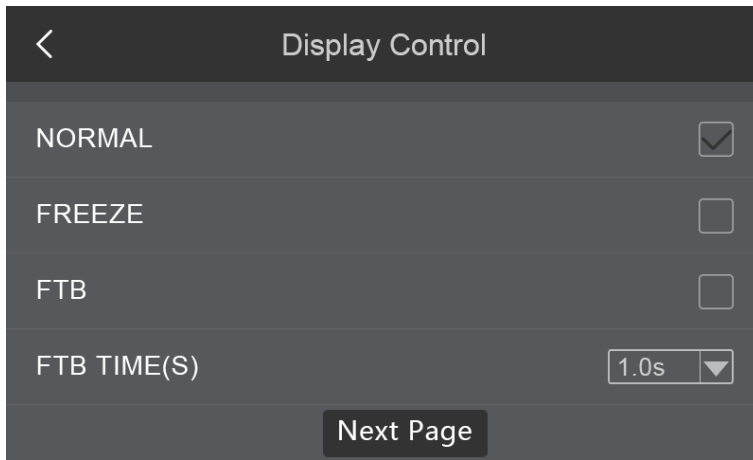 Display Control
NORMAL
FREEZE
FTB
FTB TIME(S) 1.0s
Next Page